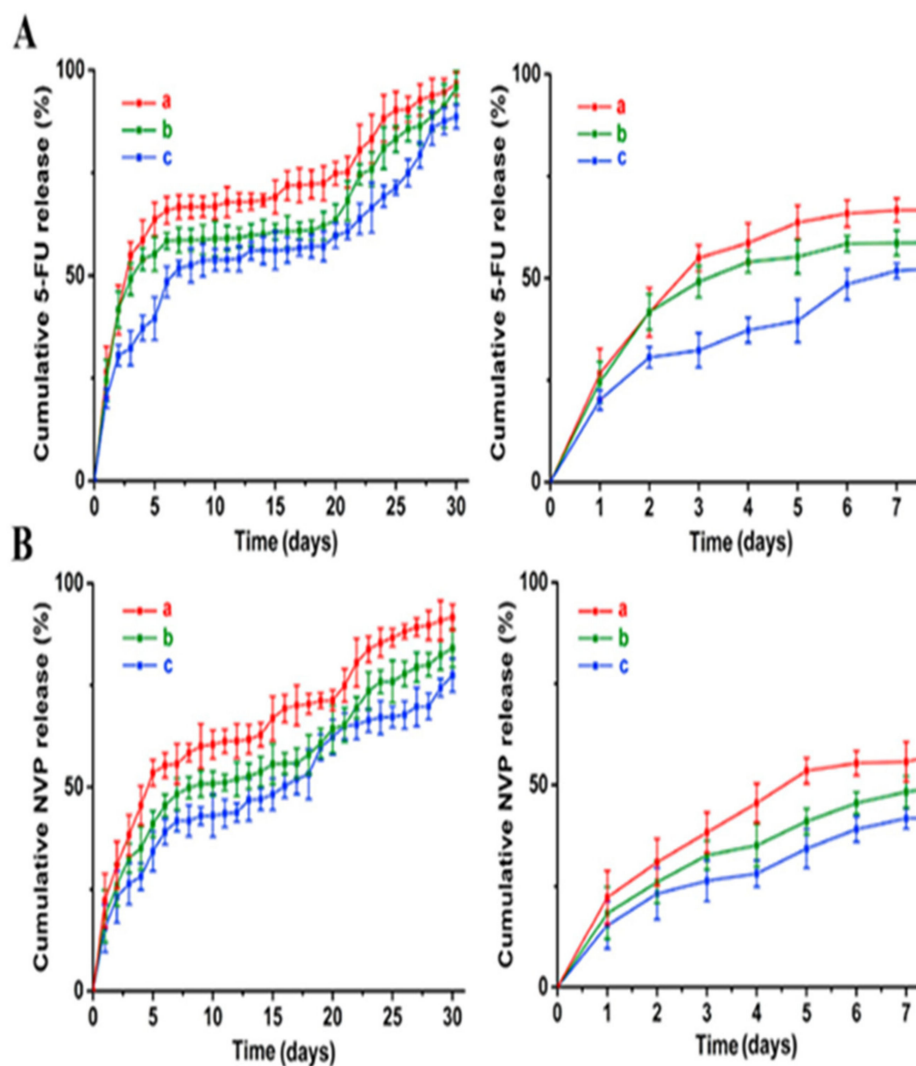 A
Cumulative 5-FU release (%)
100
50
0
a
b
c
0 5 10 15 20 25 30
Time (days)
Cumulative 5-FU release (%)
100
50
0
a
b
c
0 1 2 3 4 5 6 7
Time (days)
B
Cumulative NVP release (%)
100
50
0
a
b
c
0 5 10 15 20 25 30
Time (days)
Cumulative NVP release (%)
100
50
0
a
b
c
0 1 2 3 4 5 6 7
Time (days)